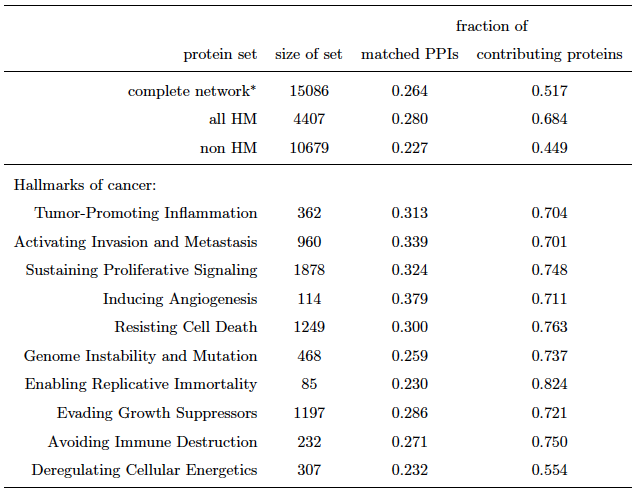 fraction of
protein set size of set matched PPIs contributing proteins
complete network* 15086 0.264 0.517
all HM 4407 0.280 0.684
non HM 10679 0.227 0.449
Hallmarks of cancer:
Tumor-Promoting Inflammation 362 0.313 0.704
Activating Invasion and Metastasis 960 0.339 0.701
Sustaining Proliferative Signaling 1878 0.324 0.748
Inducing Angiogenesis 114 0.379 0.711
Resisting Cell Death 1249 0.300 0.763
Genome Instability and Mutation 468 0.259 0.737
Enabling Replicative Immortality 85 0.230 0.824
Evading Growth Suppressors 1197 0.286 0.721
Avoiding Immune Destruction 232 0.271 0.750
Deregulating Cellular Energetics 307 0.232 0.554